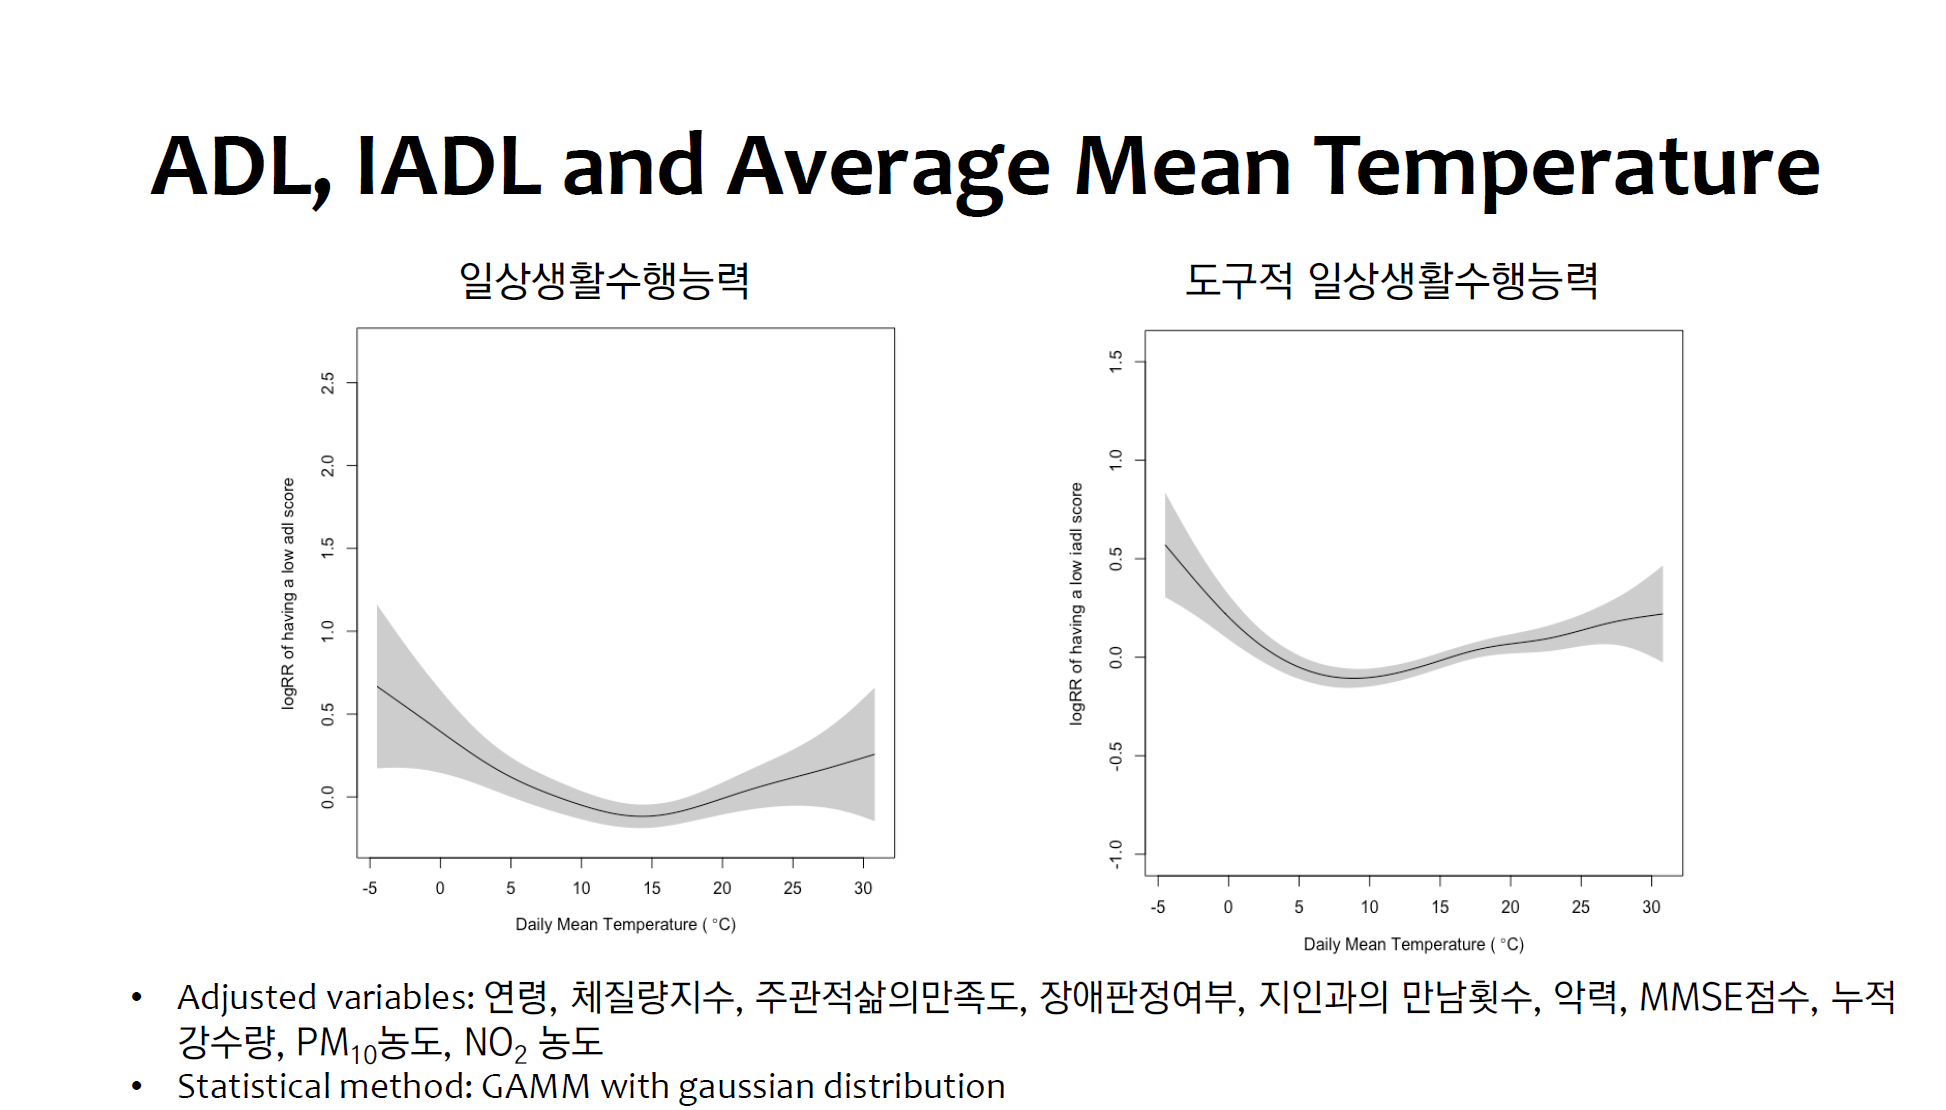 ADL, IADL and Average Mean Temperature
일상생활수행능력
도구적 일상생활수행능력
logRR of having a low adl score
2.5
2.0
1.5
1.0
0.5
0.0
-5 0 5 10 15 20 25 30
Daily Mean Temperature ( °C)
logRR of having a low iadl score
1.5
1.0
0.5
0.0
-0.5
-1.0
-5 0 5 10 15 20 25 30
Daily Mean Temperature ( °C)
• Adjusted variables: 연령, 체질량지수, 주관적삶의만족도, 장애판정여부, 지인과의 만남횟수, 악력, MMSE점수, 누적
강수량, PM₁₀농도, NO₂ 농도
• Statistical method: GAMM with gaussian distribution